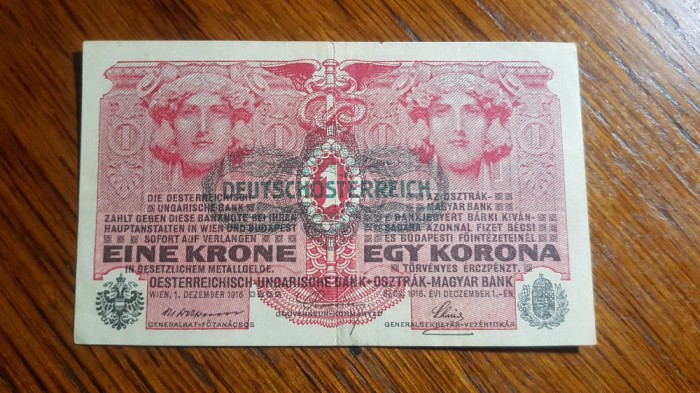 1
1
1
DEUTSCHÖSTERREICH
DIE OESTERREICHISCH-
UNGARISCHE BANK
ZAHLT GEGEN DIESE BANKNOTE BEI IHREN
HAUPTANSTALTEN IN WIEN UND BUDAPEST
SOFORT AUF VERLANGEN
EINE KRONE
IN GESETZLICHEM METALLGELDE.
AZ OSZTRÁK-
MAGYAR BANK
E BANKJEGYÉRT BÁRKI KIVÁN-
SÁGÁRA AZONNAL FIZET BÉCSI
ÉS BUDAPESTI FŐINTÉZETEINÉL
EGY KORONA
TÖRVÉNYES ÉRCZPÉNZT.
OESTERREICHISCH-UNGARISCHE BANK • OSZTRÁK-MAGYAR BANK
WIEN, 1. DEZEMBER 1916
BÉCS, 1916. ÉVI DECZEMBER 1.-ÉN
GENERALRAT-FŐTANÁCSOS
GOUVERNEUR-KORMÁNYZÓ
GENERALSEKRETÄR-VEZÉRTITKÁR